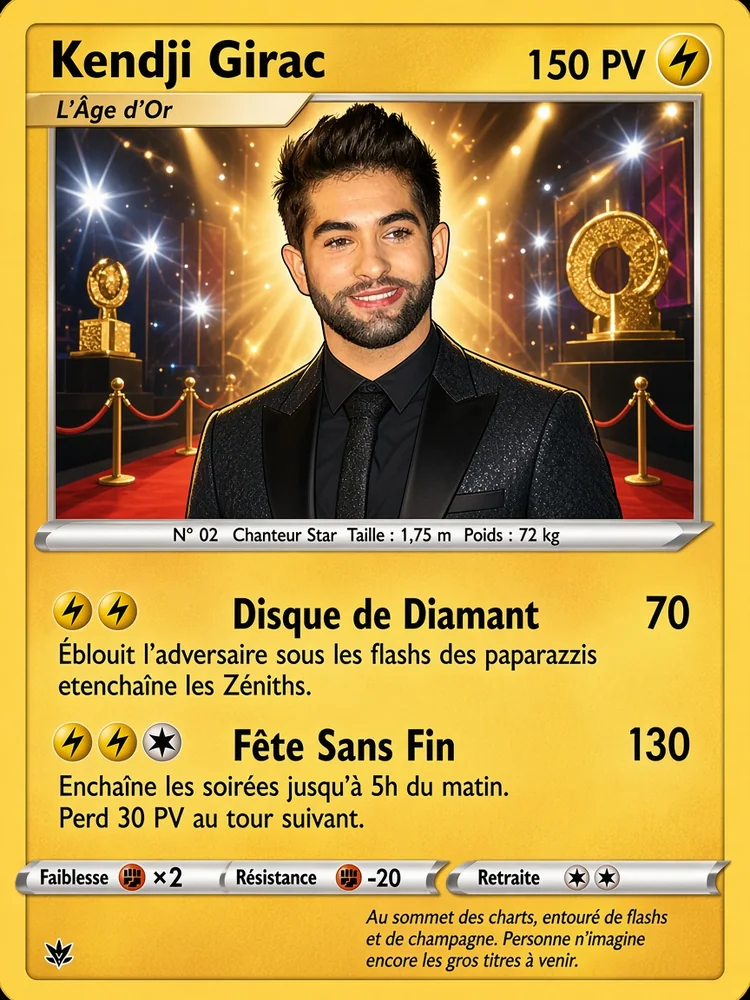 Kendji Girac
150 PV
L'Âge d'Or
N° 02 Chanteur Star Taille : 1,75 m Poids : 72 kg
Disque de Diamant 70
Éblouit l'adversaire sous les flashs des paparazzis
etenchaîne les Zéniths.
Fête Sans Fin 130
Enchaîne les soirées jusqu'à 5h du matin.
Perd 30 PV au tour suivant.
Faiblesse ×2 Résistance -20 Retraite
Au sommet des charts, entouré de flashs
et de champagne. Personne n'imagine
encore les gros titres à venir.